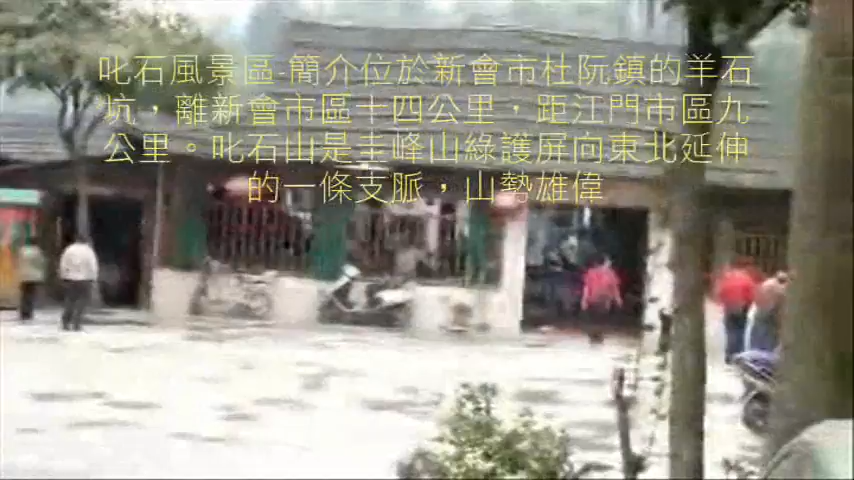 叱石風景區-簡介位於新會市杜阮鎮的羊石
坑，離新會市區十四公里，距江門市區九
公里。叱石山是圭峰山綠護屏向東北延伸
的一條支脈，山勢雄偉